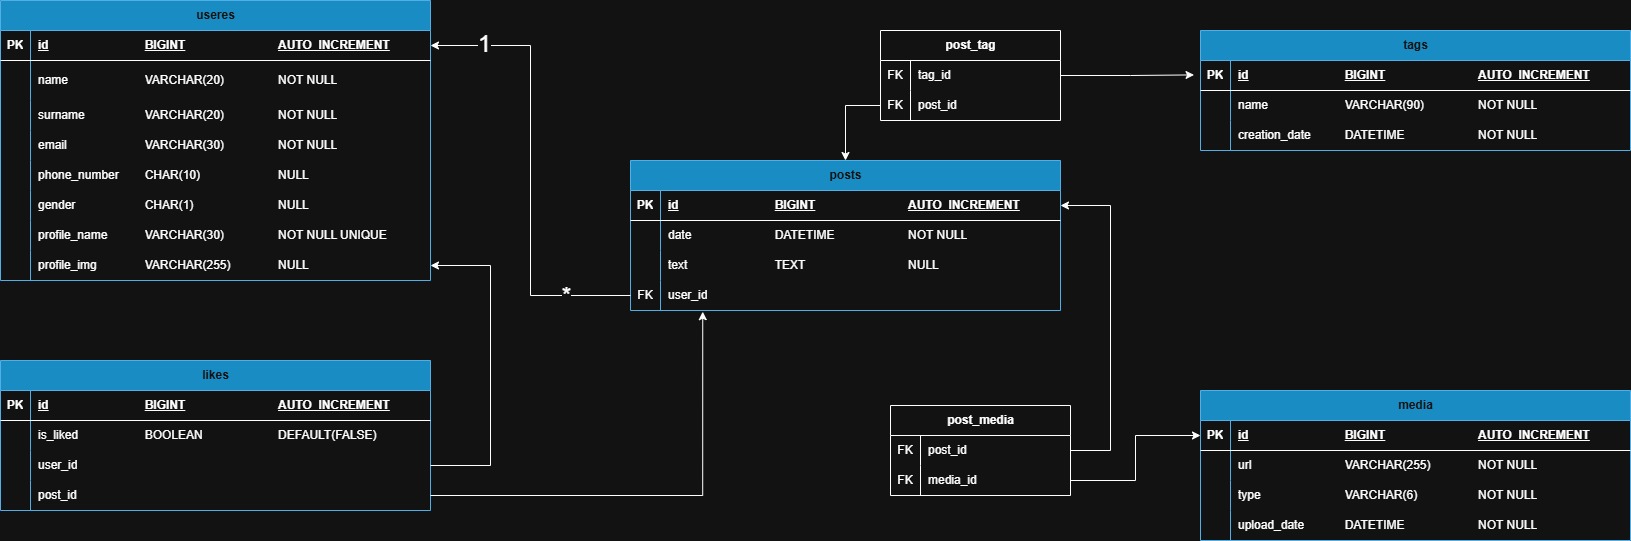 useres
PK id BIGINT AUTO_INCREMENT
name VARCHAR(20) NOT NULL
surname VARCHAR(20) NOT NULL
email VARCHAR(30) NOT NULL
phone_number CHAR(10) NULL
gender CHAR(1) NULL
profile_name VARCHAR(30) NOT NULL UNIQUE
profile_img VARCHAR(255) NULL
1
*
post_tag
FK tag_id
FK post_id
tags
PK id BIGINT AUTO_INCREMENT
name VARCHAR(90) NOT NULL
creation_date DATETIME NOT NULL
posts
PK id BIGINT AUTO_INCREMENT
date DATETIME NOT NULL
text TEXT NULL
FK user_id
likes
PK id BIGINT AUTO_INCREMENT
is_liked BOOLEAN DEFAULT(FALSE)
user_id
post_id
post_media
FK post_id
FK media_id
media
PK id BIGINT AUTO_INCREMENT
url VARCHAR(255) NOT NULL
type VARCHAR(6) NOT NULL
upload_date DATETIME NOT NULL